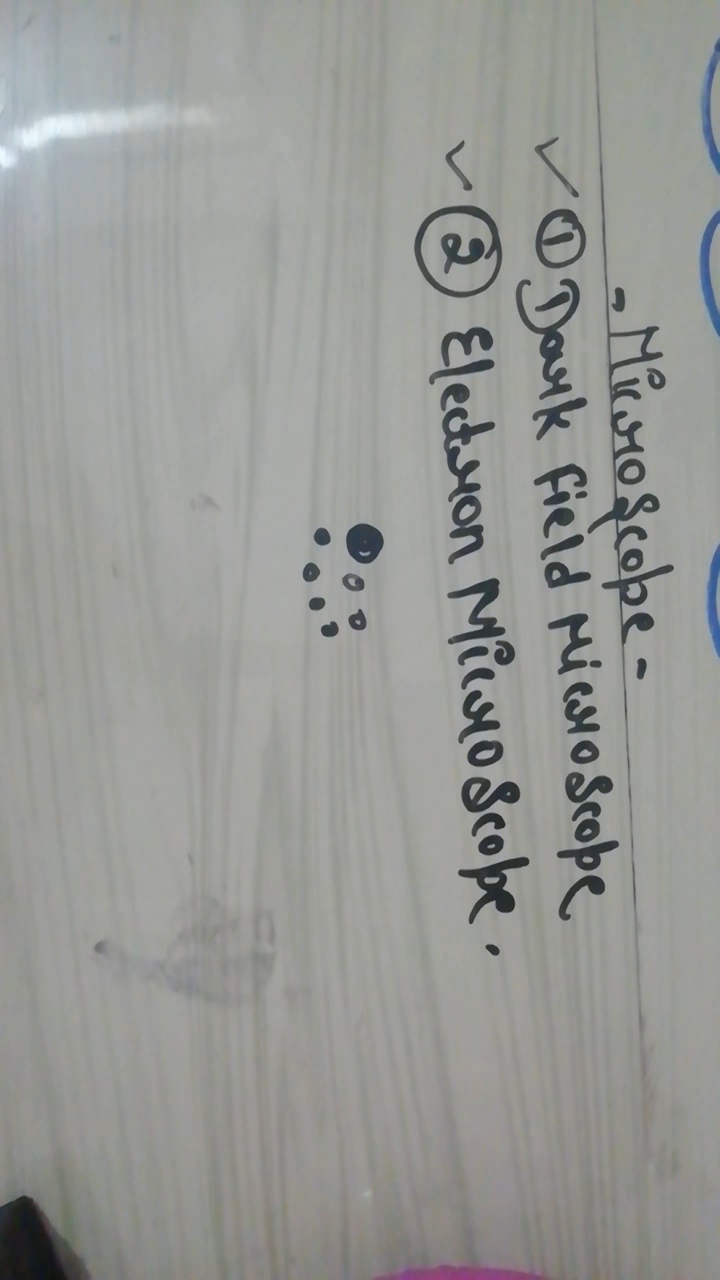 - Microscope -
✓ ① Dark field Microscope
✓ ② Electron Microscope.